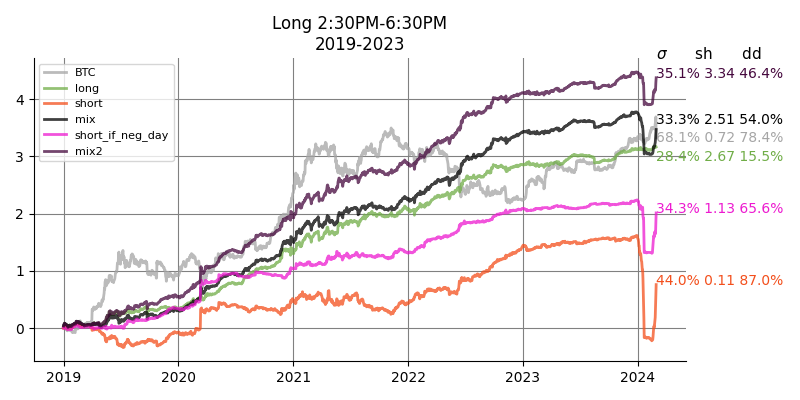 Long 2:30PM-6:30PM
2019-2023
σ sh dd
BTC
long
short
mix
short_if_neg_day
mix2
35.1% 3.34 46.4%
33.3% 2.51 54.0%
68.1% 0.72 78.4%
28.4% 2.67 15.5%
34.3% 1.13 65.6%
44.0% 0.11 87.0%
4
3
2
1
0
2019 2020 2021 2022 2023 2024